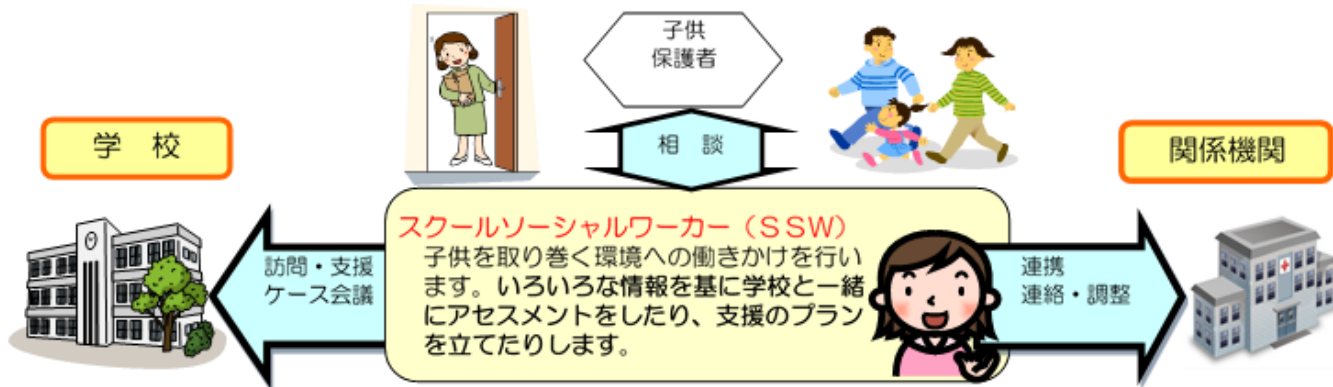 子供
保護者
相　談
学　校
関係機関
スクールソーシャルワーカー（ＳＳＷ）
子供を取り巻く環境への働きかけを行い
ます。いろいろな情報を基に学校と一緒
にアセスメントをしたり、支援のプラン
を立てたりします。
訪問・支援
ケース会議
連携
連絡・調整